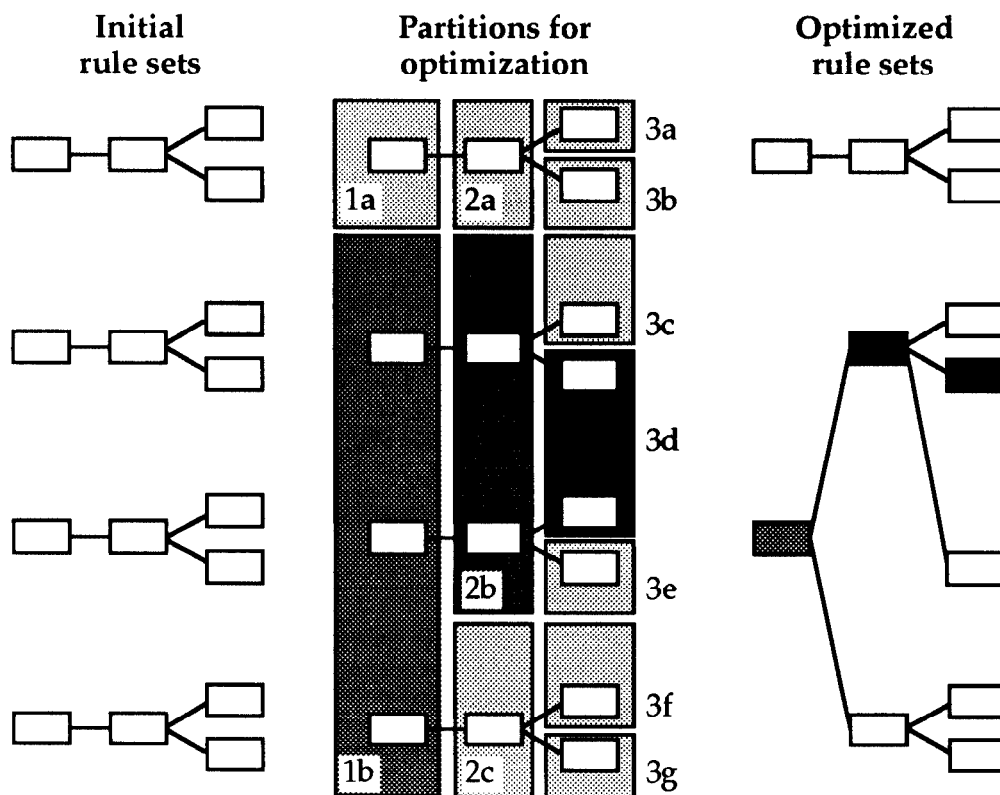 Initial
rule sets
Partitions for
optimization
Optimized
rule sets
1a
2a
3a
3b
3c
3d
2b
3e
3f
1b
2c
3g